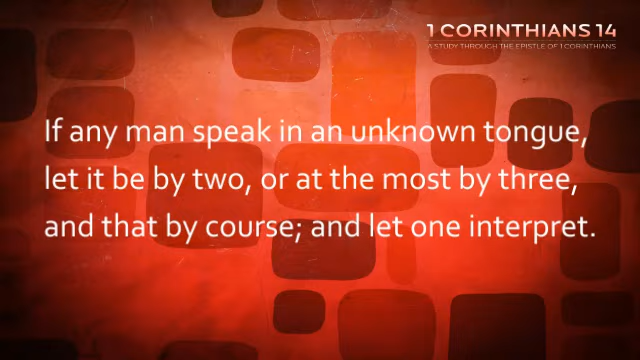 1 CORINTHIANS 14
A STUDY THROUGH THE EPISTLE OF 1 CORINTHIANS
If any man speak in an unknown tongue,
let it be by two, or at the most by three,
and that by course; and let one interpret.